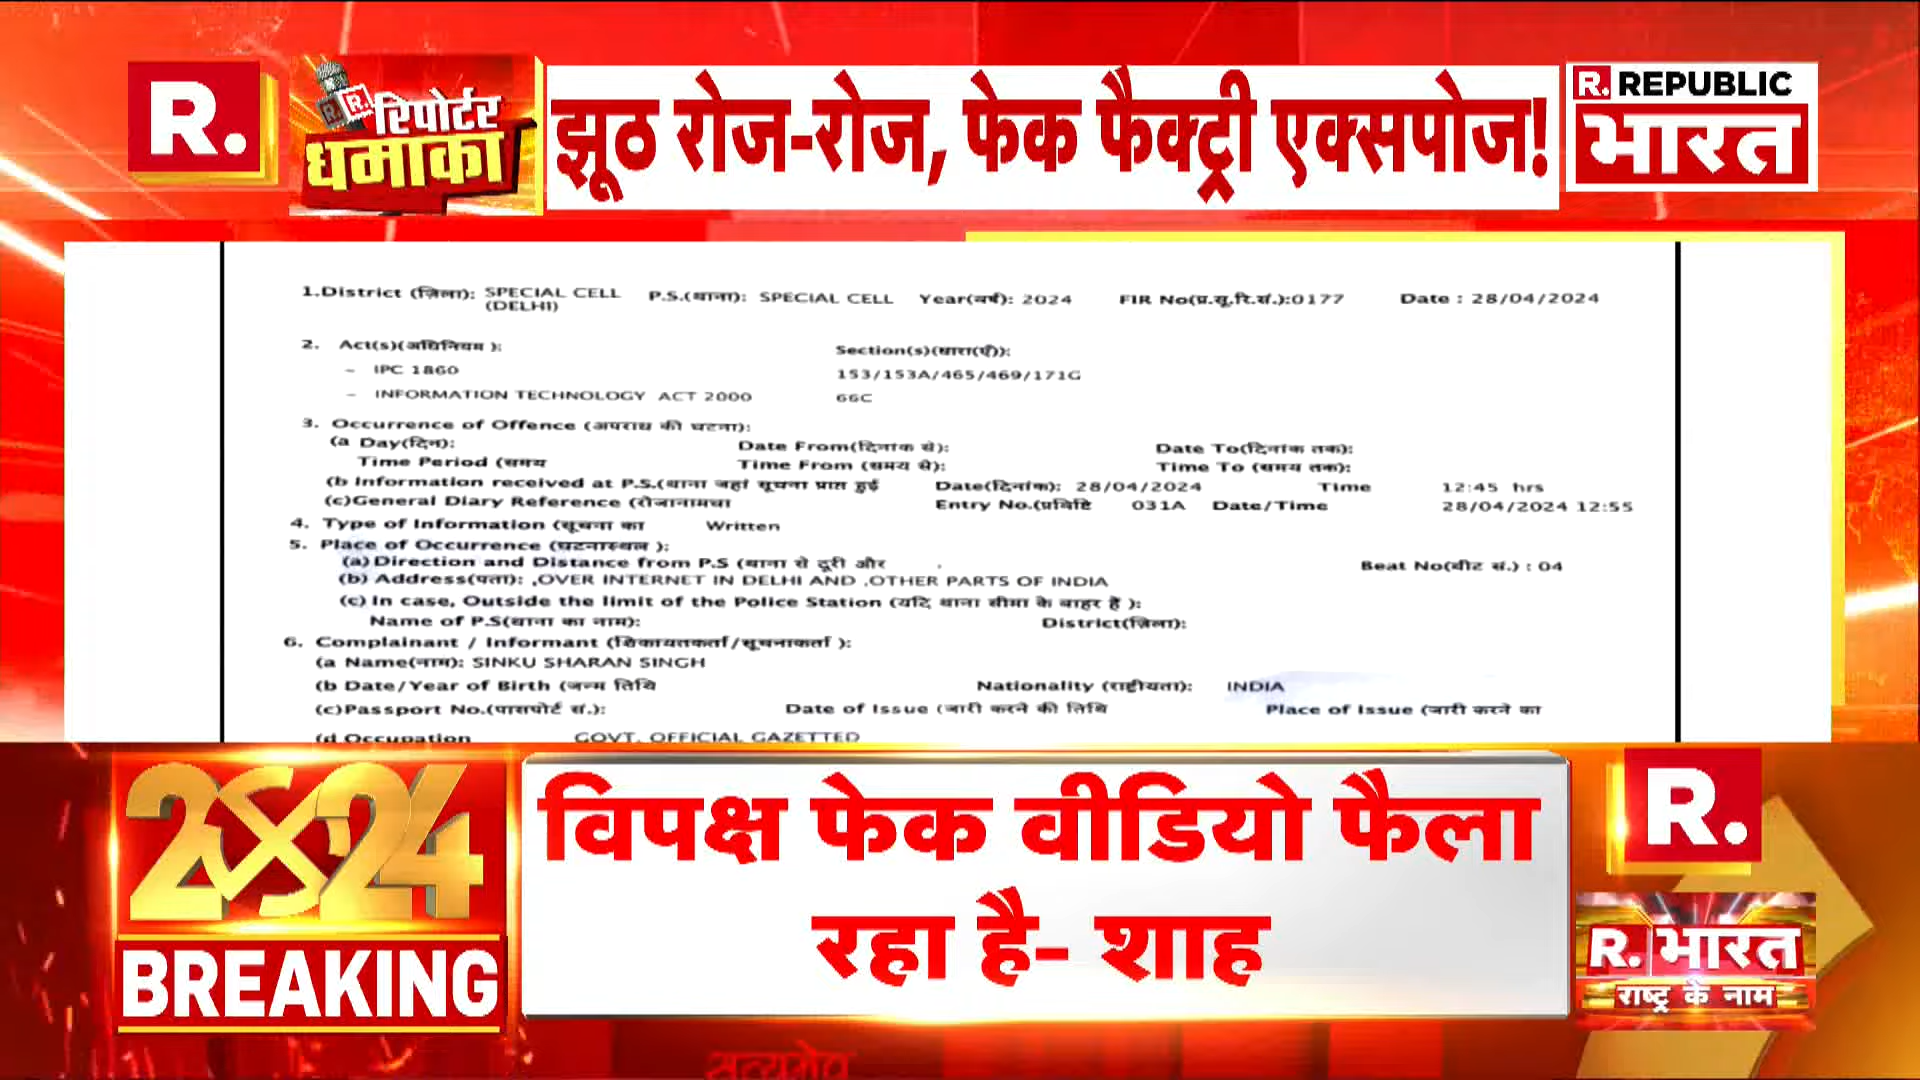 R.
R. R. रिपोर्टर
धमाका
झूठ रोज-रोज, फेक फैक्ट्री एक्सपोज!
R. REPUBLIC
भारत
1.District (ज़िला): SPECIAL CELL (DELHI) P.S.(थाना): SPECIAL CELL Year(वर्ष): 2024 FIR No(प्र.सू.रि.सं.):0177 Date : 28/04/2024
2. Act(s)(अधिनियम ): Section(s)(धारा(एँ)):
– IPC 1860 153/153A/465/469/171G
– INFORMATION TECHNOLOGY ACT 2000 66C
3. Occurrence of Offence (अपराध की घटना):
(a Day(दिन): Date From(दिनांक से): Date To(दिनांक तक):
Time Period (समय Time From (समय से): Time To (समय तक):
(b Information received at P.S.(थाना जहां सूचना प्राप्त हुई Date(दिनांक): 28/04/2024 Time 12:45 hrs
(c)General Diary Reference (रोजनामचा Entry No.(प्रविष्टि 031A Date/Time 28/04/2024 12:55
4. Type of Information (सूचना का Written
5. Place of Occurrence (घटनास्थल ):
(a) Direction and Distance from P.S (थाना से दूरी और , Beat No(बीट सं.) : 04
(b) Address(पता): ,OVER INTERNET IN DELHI AND ,OTHER PARTS OF INDIA
(c) In case, Outside the limit of the Police Station (यदि थाना सीमा के बाहर हैं ):
Name of P.S(थाना का नाम): District(ज़िला):
6. Complainant / Informant (शिकायतकर्ता/सूचनाकर्ता ):
(a Name(नाम): SINKU SHARAN SINGH
(b Date/Year of Birth (जन्म तिथि Nationality (राष्ट्रीयता): INDIA
(c)Passport No.(पासपोर्ट सं.): Date of Issue (जारी करने की तिथि Place of Issue (जारी करने का
(d Occupation GOVT. OFFICIAL GAZETTED
2024
BREAKING
विपक्ष फेक वीडियो फैला
रहा है- शाह
R.
R. भारत
राष्ट्र के नाम
सत्यमेव